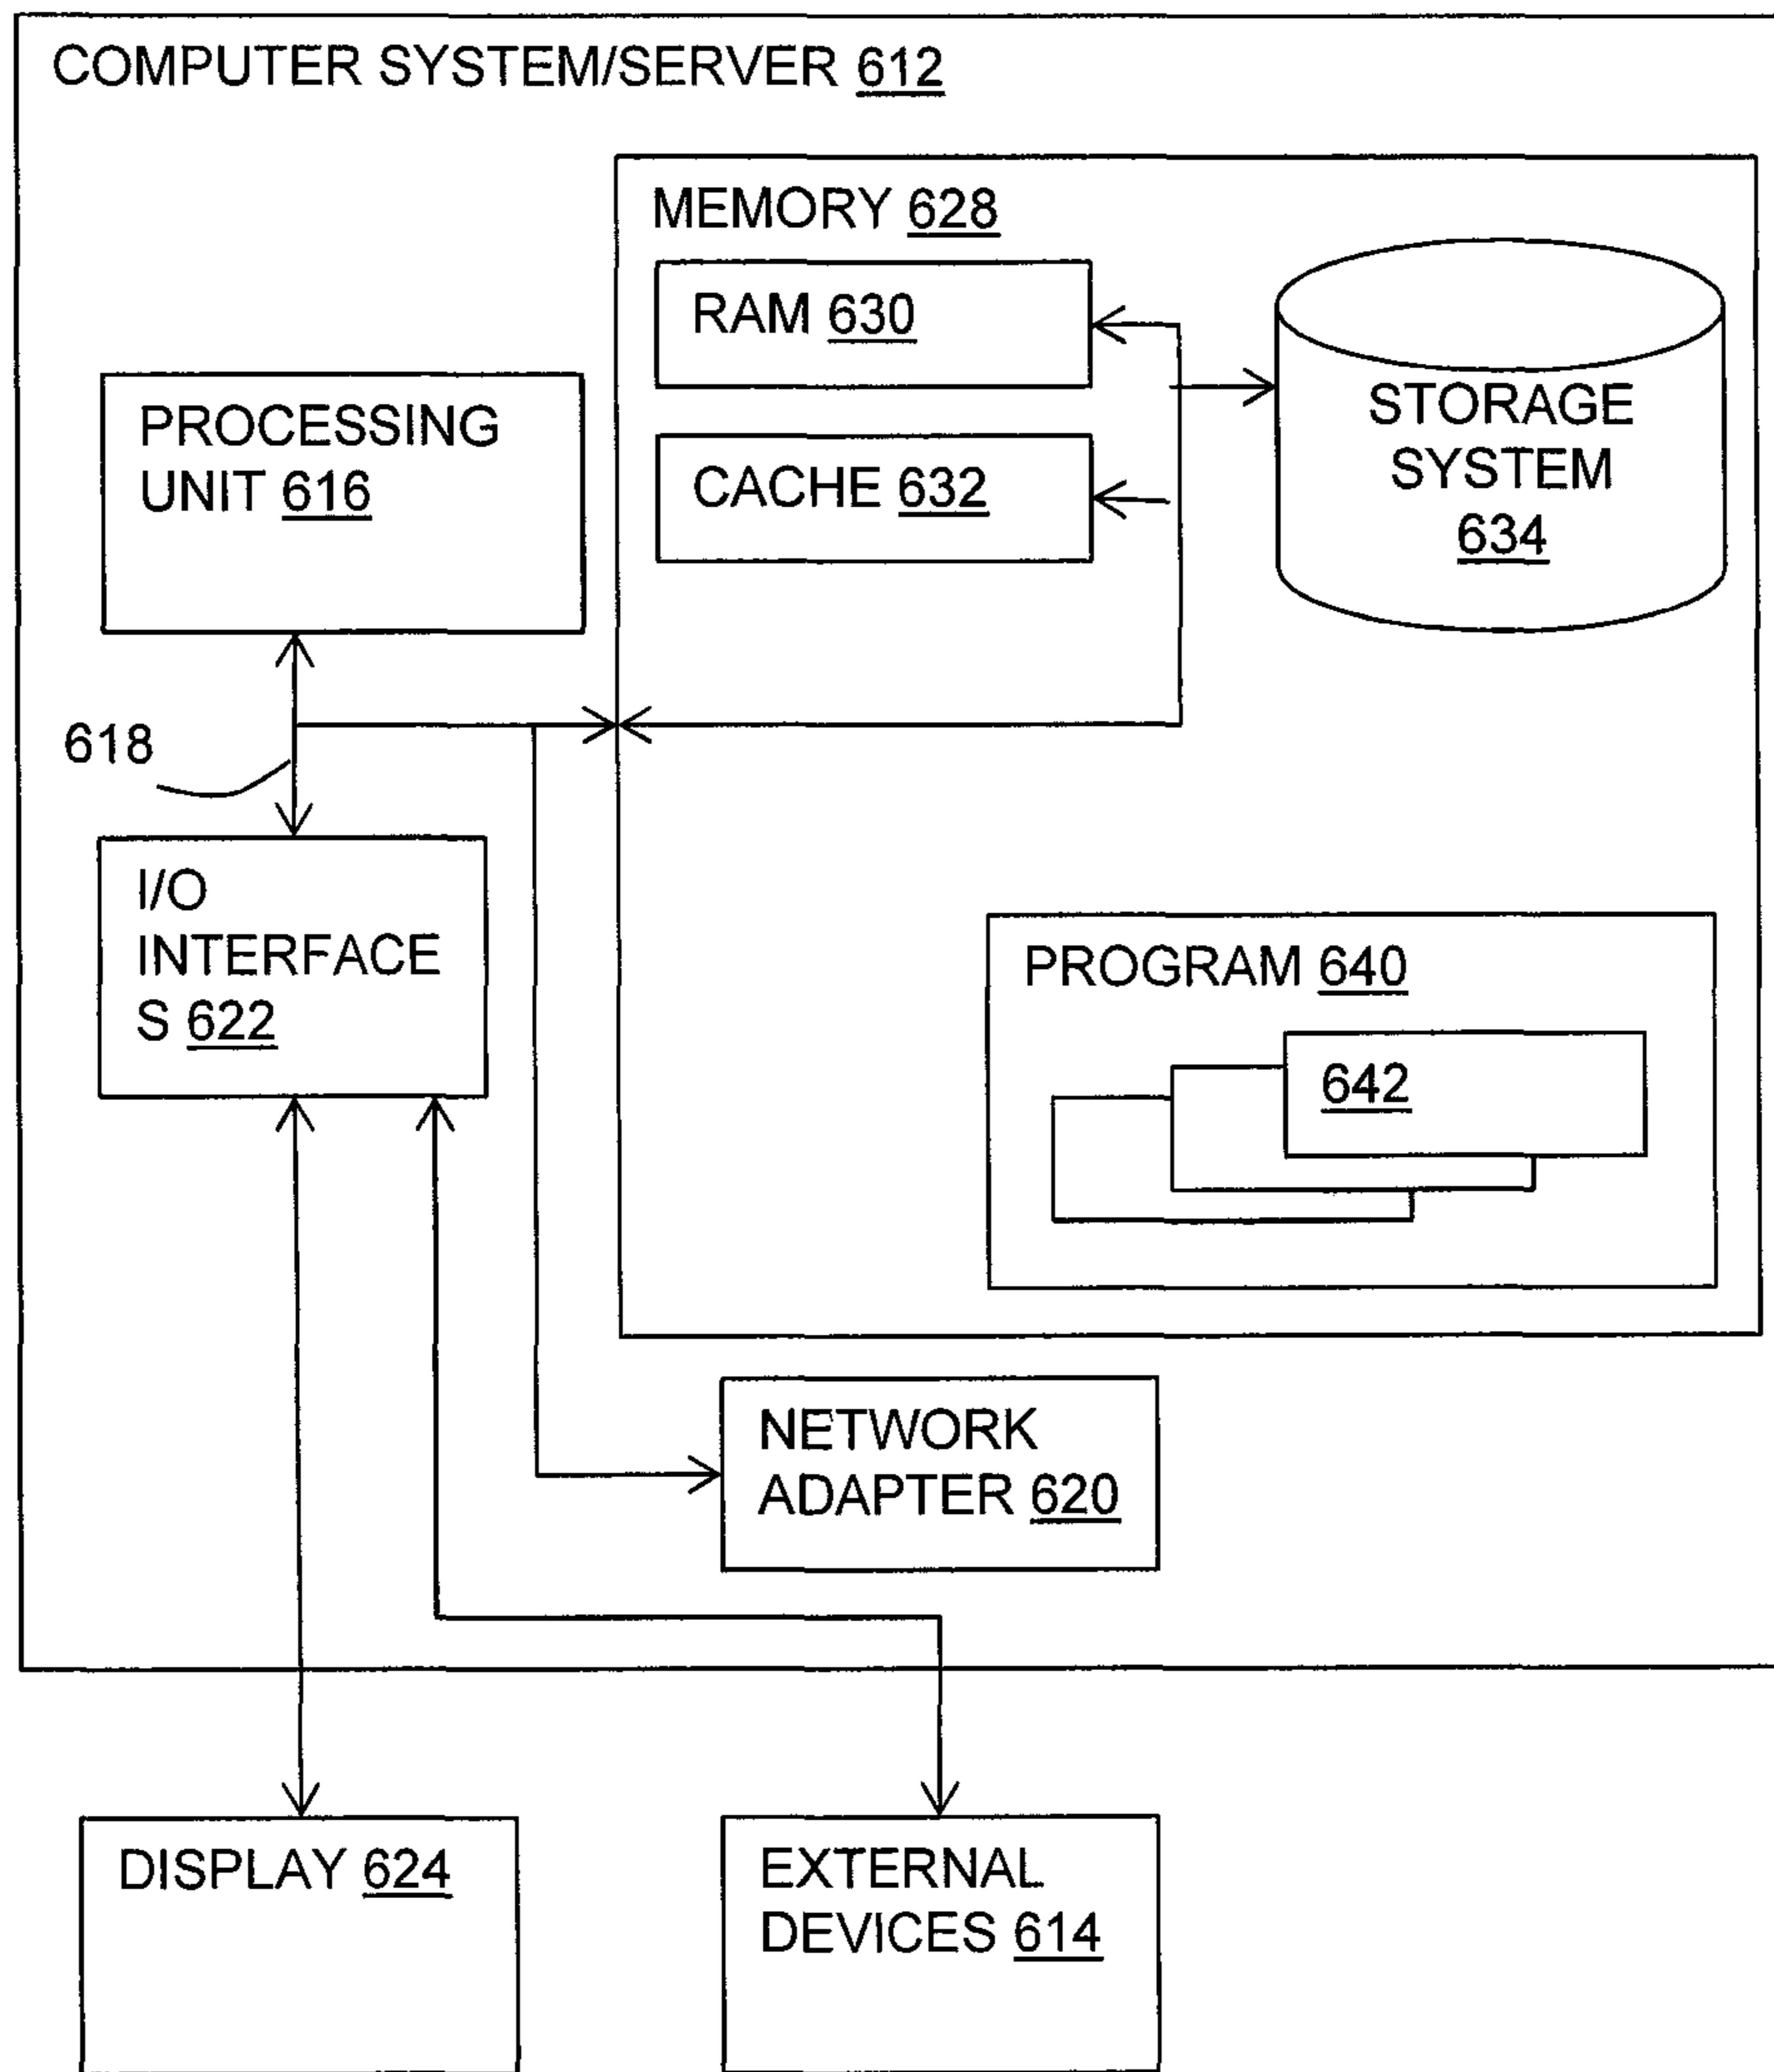 COMPUTER SYSTEM/SERVER 612
MEMORY 628
RAM 630
CACHE 632
STORAGE
SYSTEM
634
PROCESSING
UNIT 616
618
I/O
INTERFACE
S 622
PROGRAM 640
642
NETWORK
ADAPTER 620
DISPLAY 624
EXTERNAL
DEVICES 614